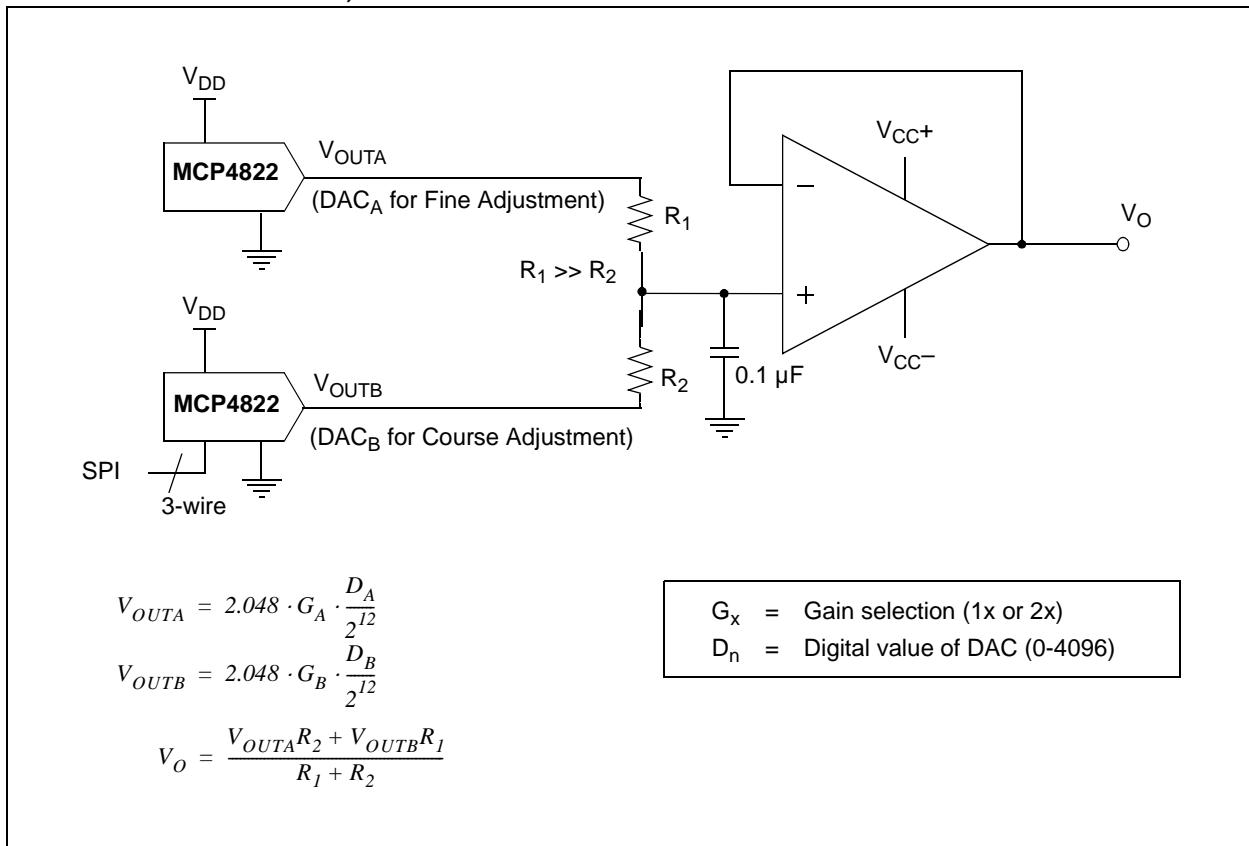 V_DD
MCP4822
V_OUTA
(DAC_A for Fine Adjustment)
R_1
R_1 >> R_2
V_DD
MCP4822
V_OUTB
(DAC_B for Course Adjustment)
R_2
SPI
3-wire
0.1 µF
–
+
V_CC+
V_CC–
V_O
V_OUTA = 2.048 · G_A · D_A / 2^12
V_OUTB = 2.048 · G_B · D_B / 2^12
V_O = (V_OUTA R_2 + V_OUTB R_1) / (R_1 + R_2)
G_x = Gain selection (1x or 2x)
D_n = Digital value of DAC (0-4096)